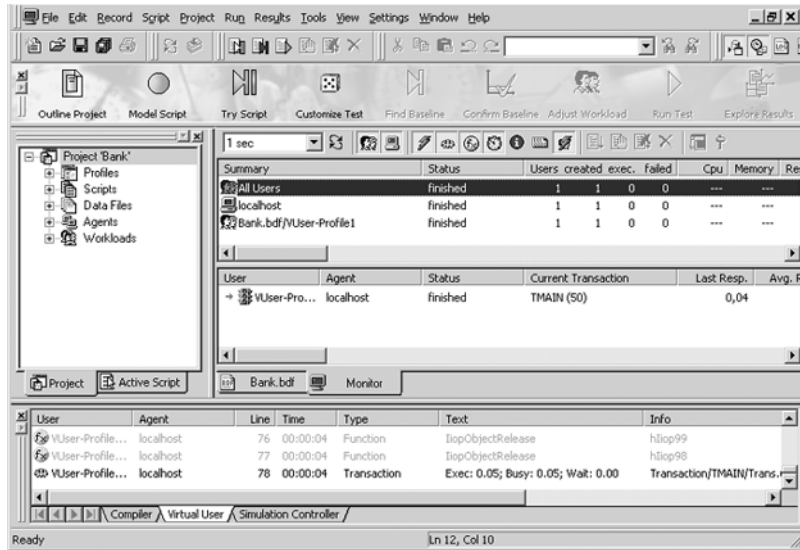 File Edit Record Script Project Run Results Tools View Settings Window Help
Outline Project Model Script Try Script Customize Test Find Baseline Confirm Baseline Adjust Workload Run Test Explore Results
Project 'Bank'
Profiles
Scripts
Data Files
Agents
Workloads
Project Active Script
1 sec
Summary Status Users created exec. failed Cpu Memory Re
All Users finished 1 1 0 0 --- ---
localhost finished 1 1 0 0 --- ---
Bank.bdf/VUser-Profile1 finished 1 1 0 0 --- ---
User Agent Status Current Transaction Last Resp. Avg. R
VUser-Pro... localhost finished TMAIN (50) 0,04
Bank.bdf Monitor
User Agent Line Time Type Text Info
VUser-Profile... localhost 76 00:00:04 Function IiopObjectRelease hIiop99
VUser-Profile... localhost 77 00:00:04 Function IiopObjectRelease hIiop98
VUser-Profile... localhost 78 00:00:04 Transaction Exec: 0.05; Busy: 0.05; Wait: 0.00 Transaction/TMAIN/Trans.
Compiler Virtual User Simulation Controller
Ready Ln 12, Col 10